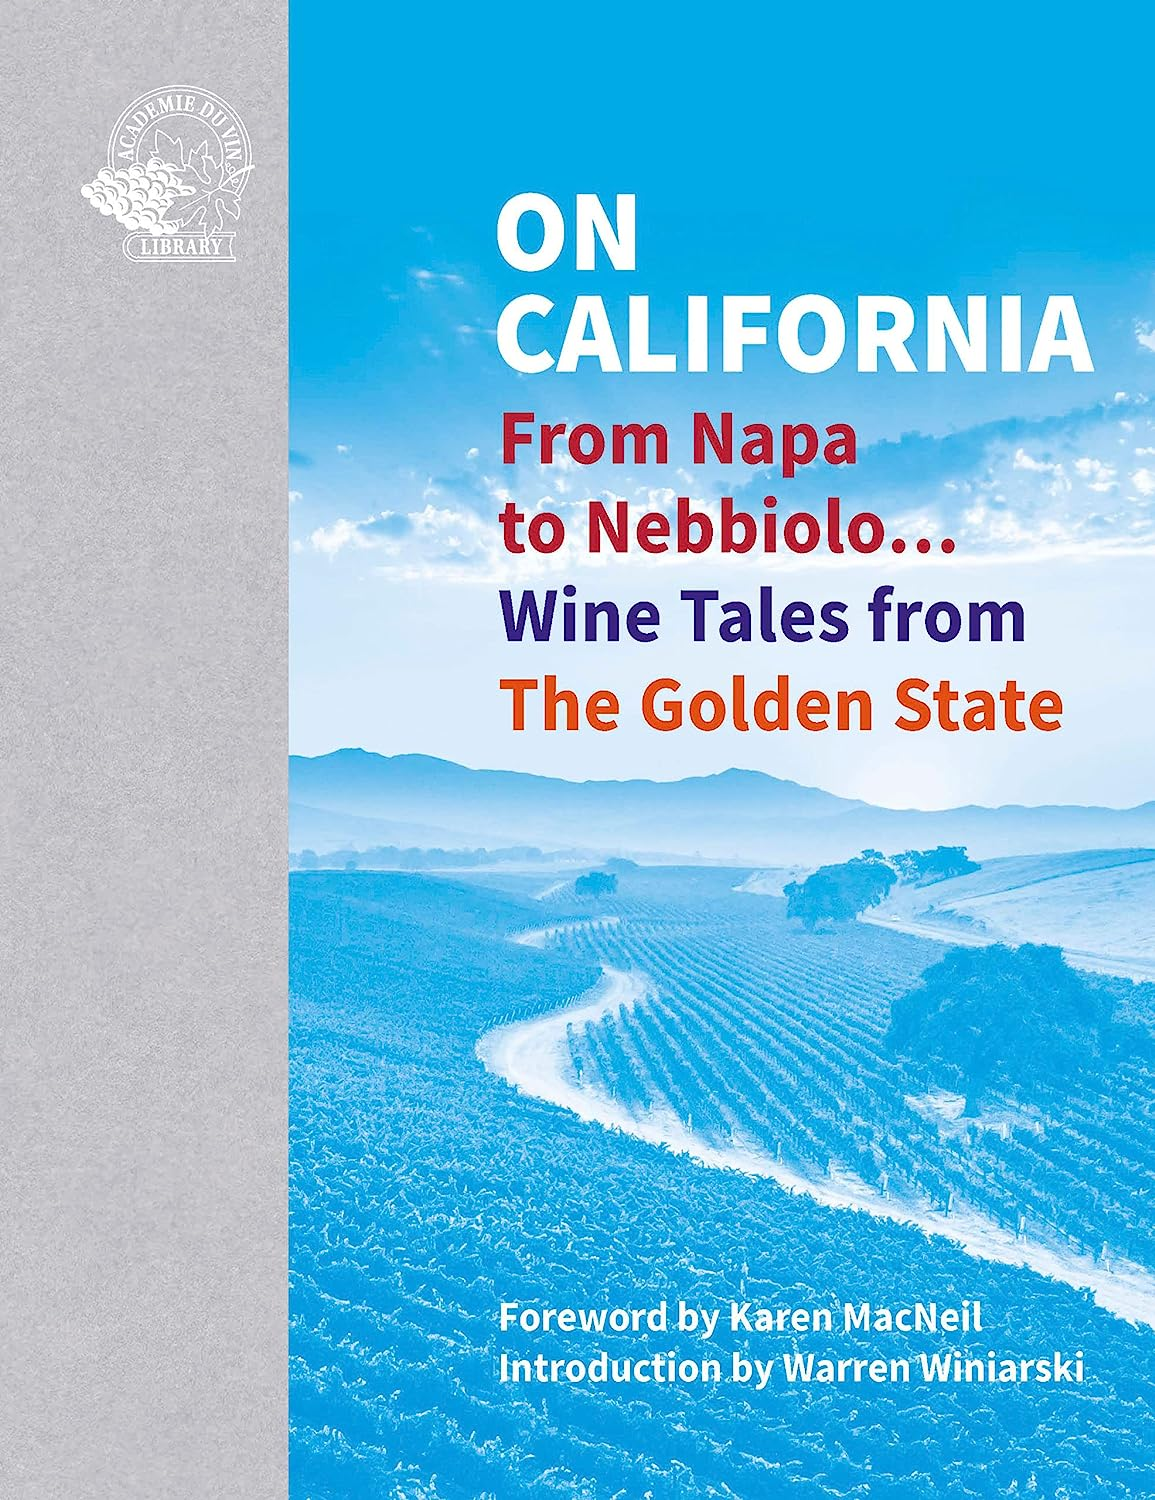 ACADEMIE DU VIN
LIBRARY
ON
CALIFORNIA
From Napa
to Nebbiolo...
Wine Tales from
The Golden State
Foreword by Karen MacNeil
Introduction by Warren Winiarski